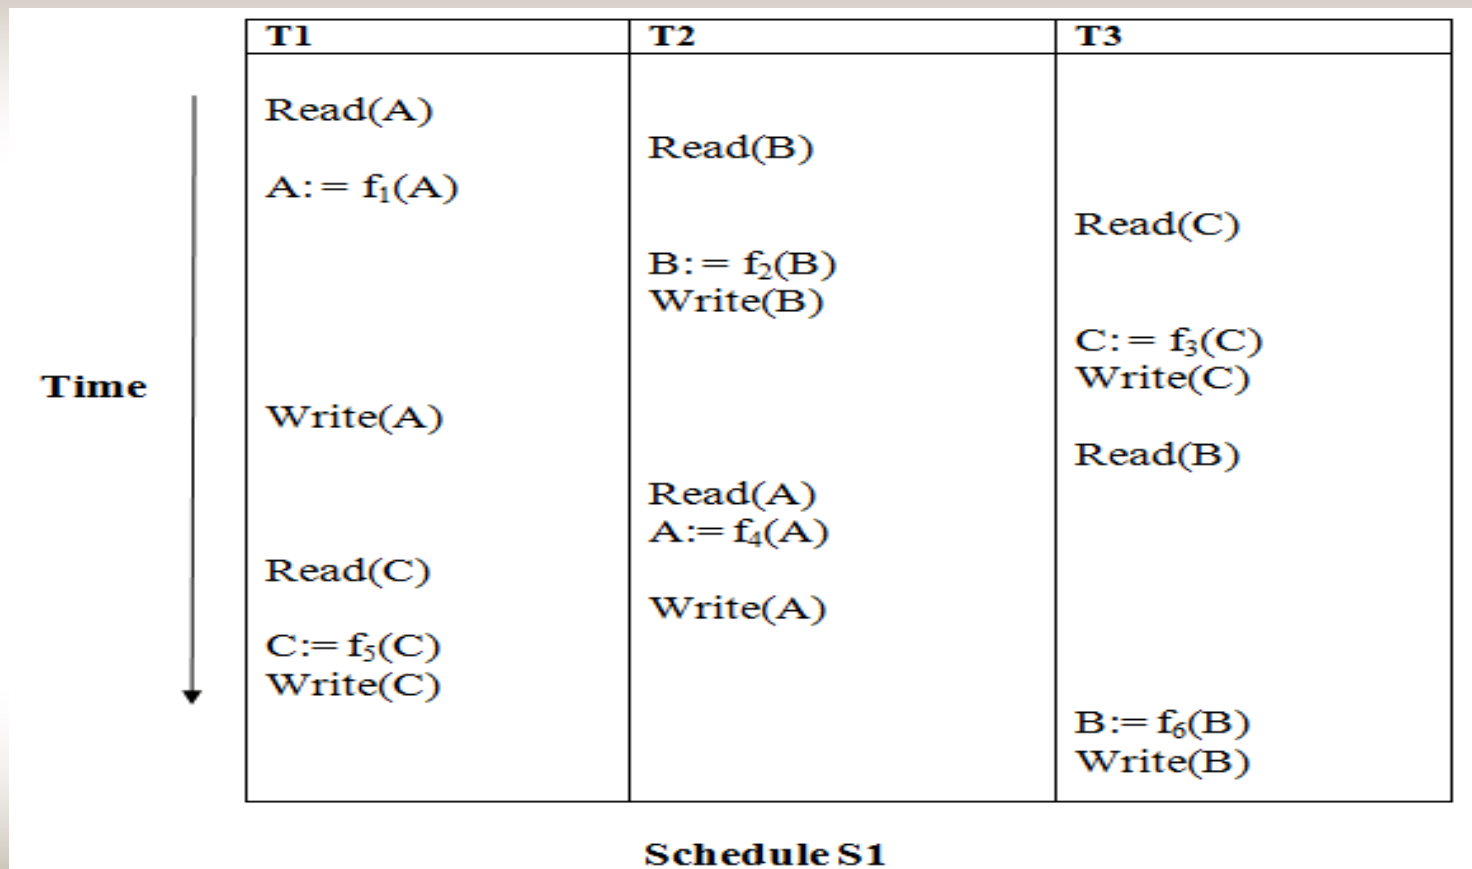 T1 T2 T3
Read(A)
Read(B)
A:= f₁(A)
Read(C)
B:= f₂(B)
Write(B)
C:= f₃(C)
Write(C)
Time
Write(A)
Read(B)
Read(A)
A:= f₄(A)
Read(C)
Write(A)
C:= f₅(C)
Write(C)
B:= f₆(B)
Write(B)
Schedule S1